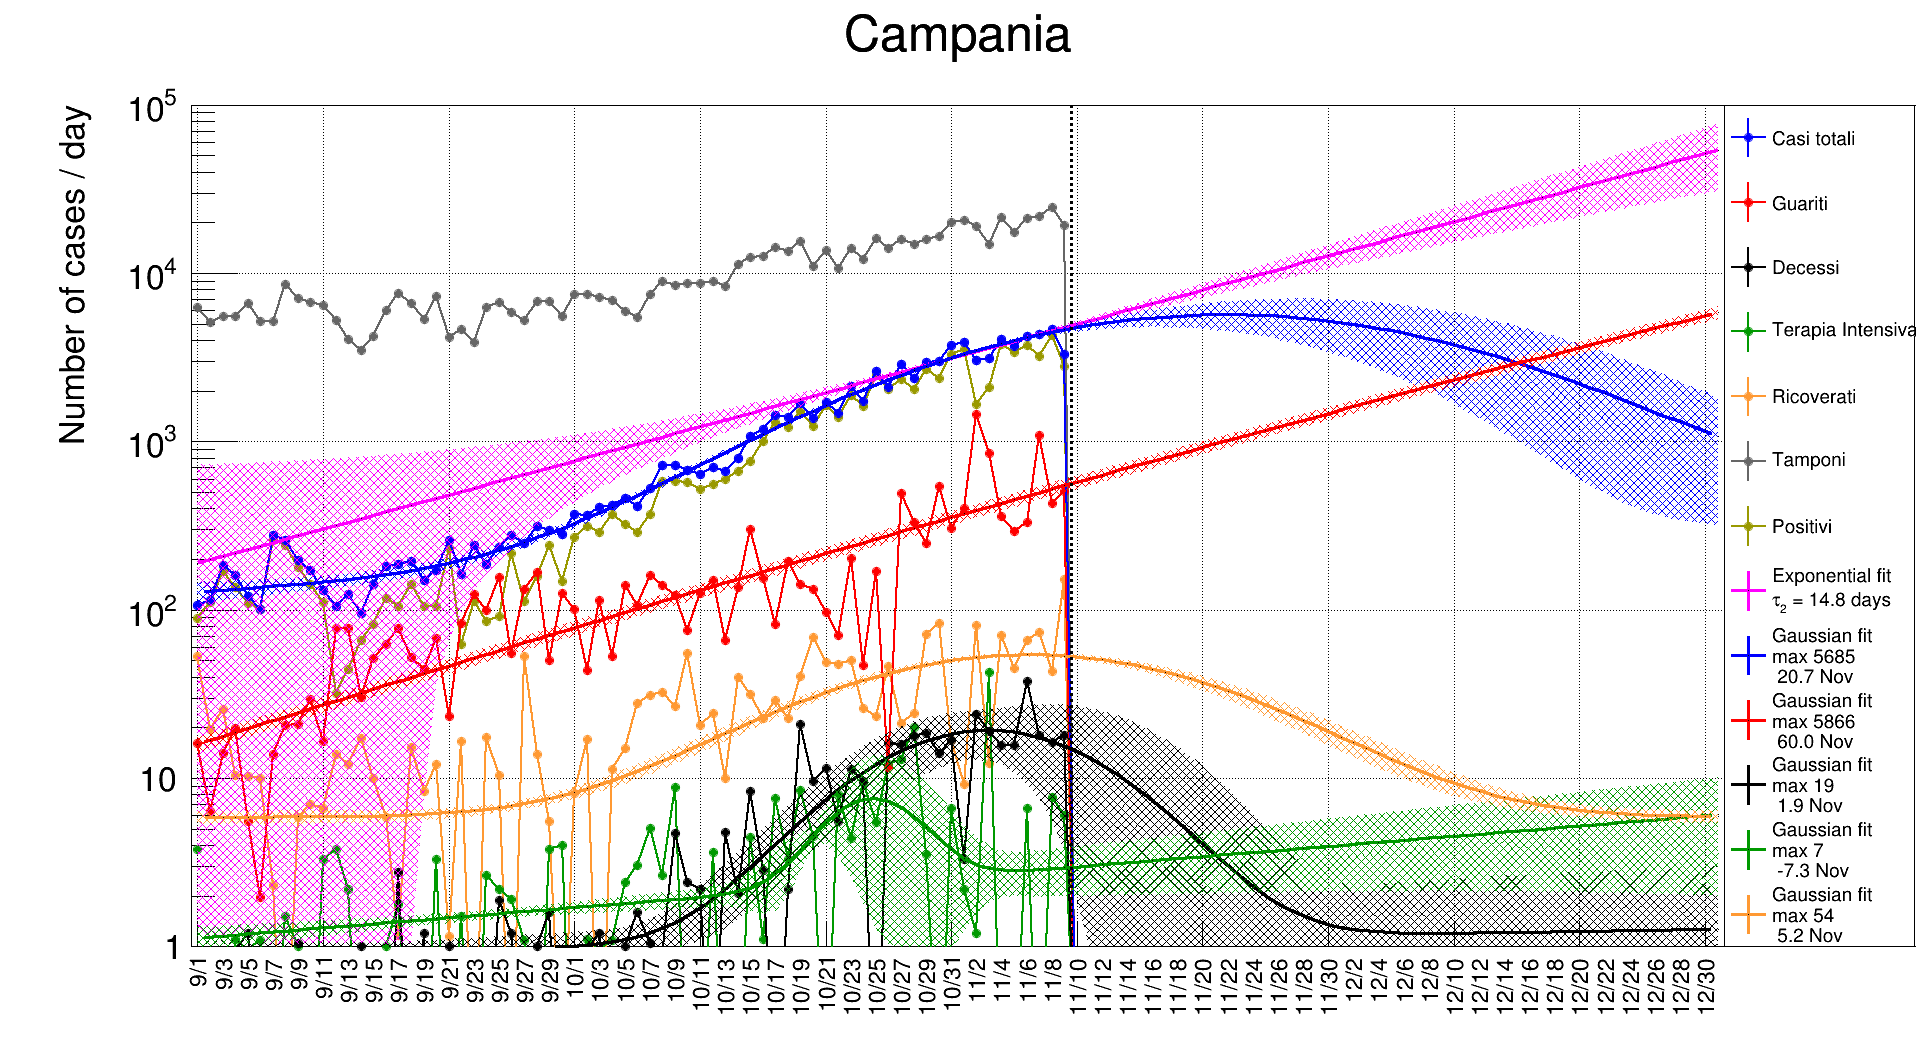 Campania
Number of cases / day
10^5
10^4
10^3
10^2
10
1
9/1 9/3 9/5 9/7 9/9 9/11 9/13 9/15 9/17 9/19 9/21 9/23 9/25 9/27 9/29 10/1 10/3 10/5 10/7 10/9 10/11 10/13 10/15 10/17 10/19 10/21 10/23 10/25 10/27 10/29 10/31 11/2 11/4 11/6 11/8 11/10 11/12 11/14 11/16 11/18 11/20 11/22 11/24 11/26 11/28 11/30 12/2 12/4 12/6 12/8 12/10 12/12 12/14 12/16 12/18 12/20 12/22 12/24 12/26 12/28 12/30
Casi totali
Guariti
Decessi
Terapia Intensiva
Ricoverati
Tamponi
Positivi
Exponential fit
τ₂ = 14.8 days
Gaussian fit
max 5685
20.7 Nov
Gaussian fit
max 5866
60.0 Nov
Gaussian fit
max 19
1.9 Nov
Gaussian fit
max 7
-7.3 Nov
Gaussian fit
max 54
5.2 Nov